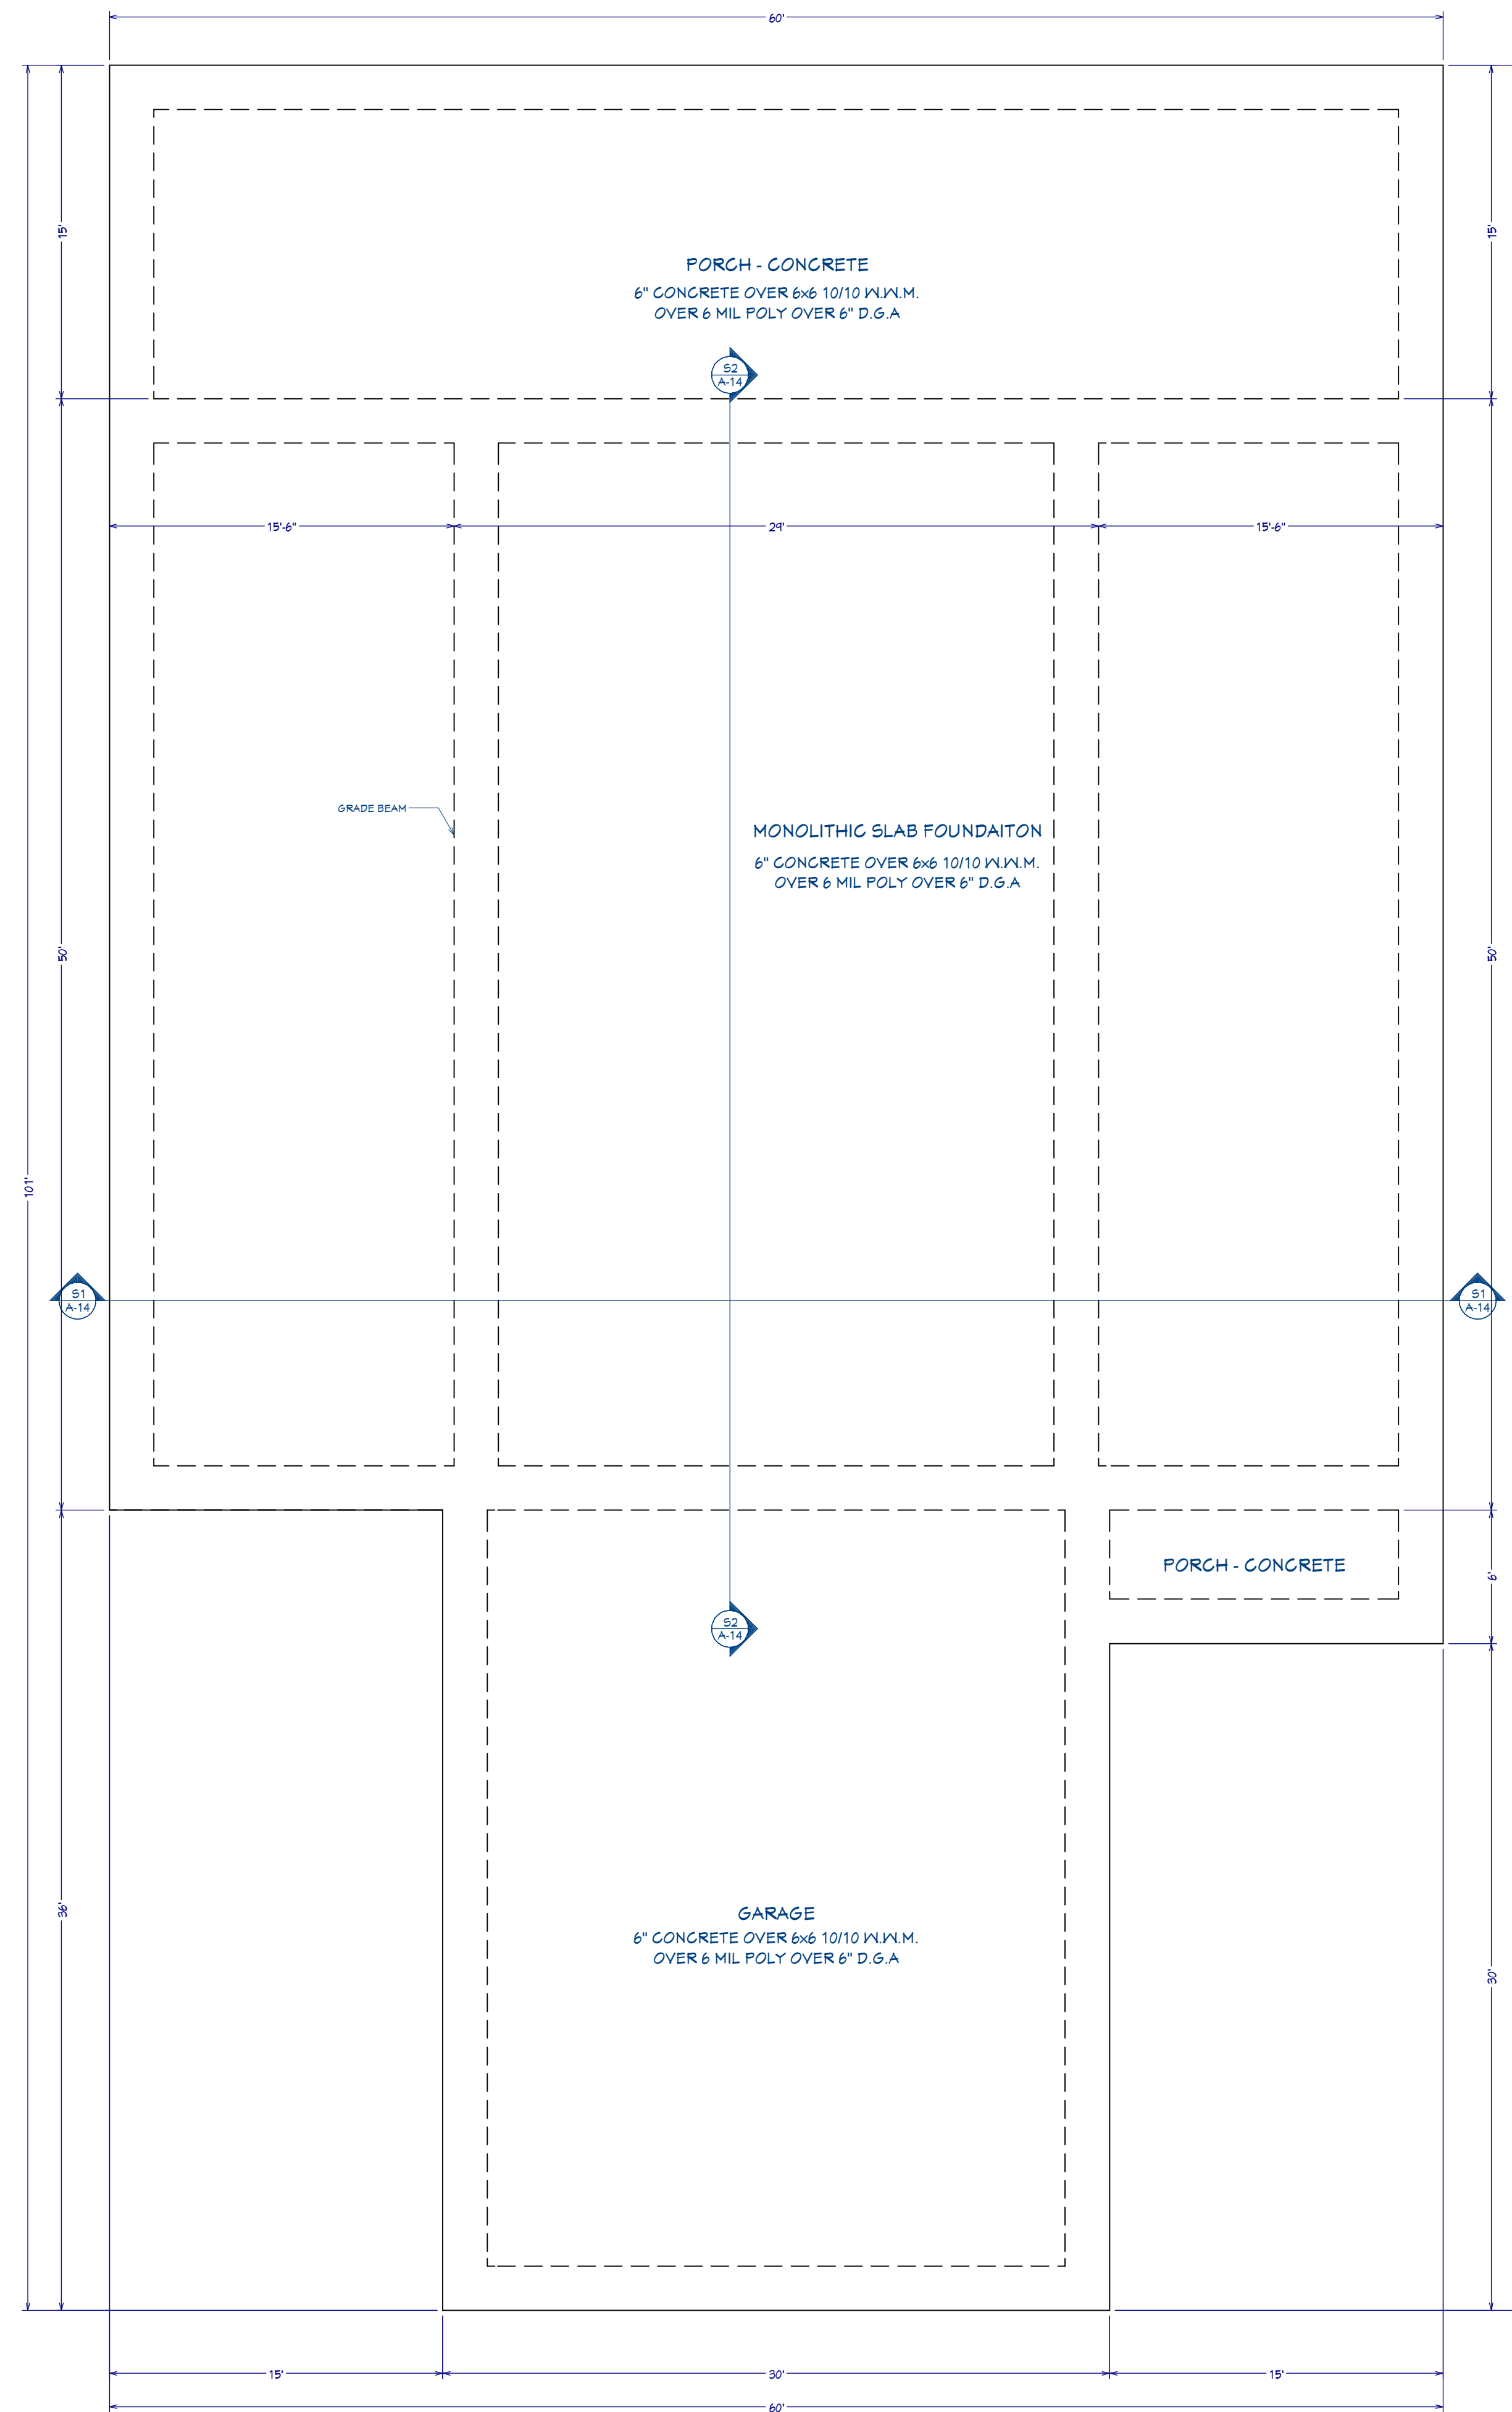 60'
15'
15'
PORCH - CONCRETE
6" CONCRETE OVER 6x6 10/10 W.W.M.
OVER 6 MIL POLY OVER 6" D.G.A
S2
A-14
15'-6"
29'
15'-6"
GRADE BEAM
MONOLITHIC SLAB FOUNDAITON
6" CONCRETE OVER 6x6 10/10 W.W.M.
OVER 6 MIL POLY OVER 6" D.G.A
50'
50'
101'
S1
A-14
S1
A-14
PORCH - CONCRETE
6'
S2
A-14
36'
GARAGE
6" CONCRETE OVER 6x6 10/10 W.W.M.
OVER 6 MIL POLY OVER 6" D.G.A
30'
15'
30'
15'
60'